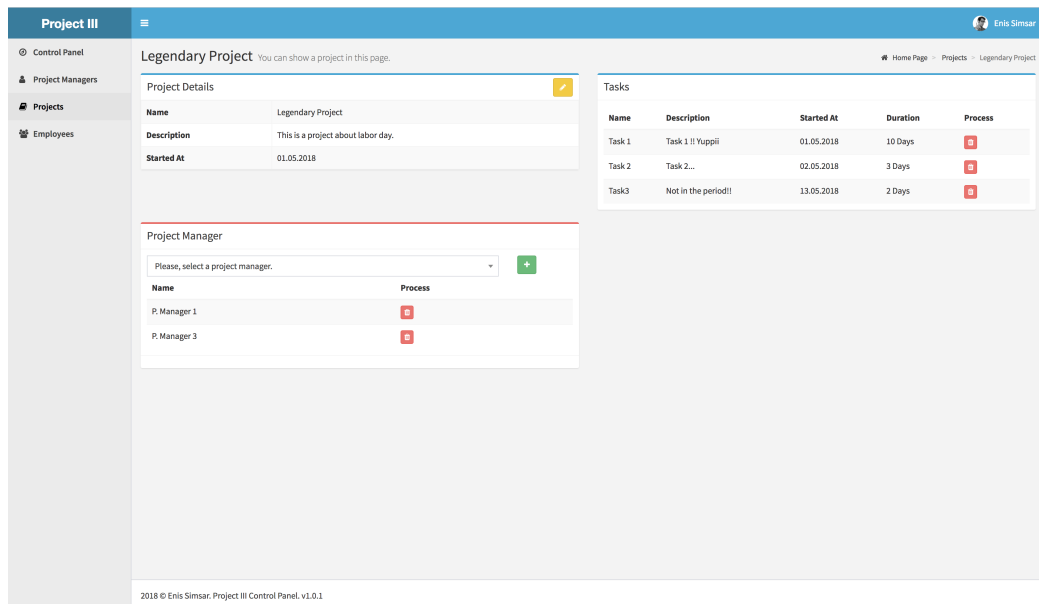 Project III
Enis Simsar
Control Panel
Project Managers
Projects
Employees
Legendary Project You can show a project in this page.
Home Page > Projects > Legendary Project
Project Details
Name Legendary Project
Description This is a project about labor day.
Started At 01.05.2018
Tasks
Name Description Started At Duration Process
Task 1 Task 1 !! Yuppii 01.05.2018 10 Days
Task 2 Task 2... 02.05.2018 3 Days
Task3 Not in the period!! 13.05.2018 2 Days
Project Manager
Please, select a project manager.
Name Process
P. Manager 1
P. Manager 3
2018 © Enis Simsar. Project III Control Panel. v1.0.1